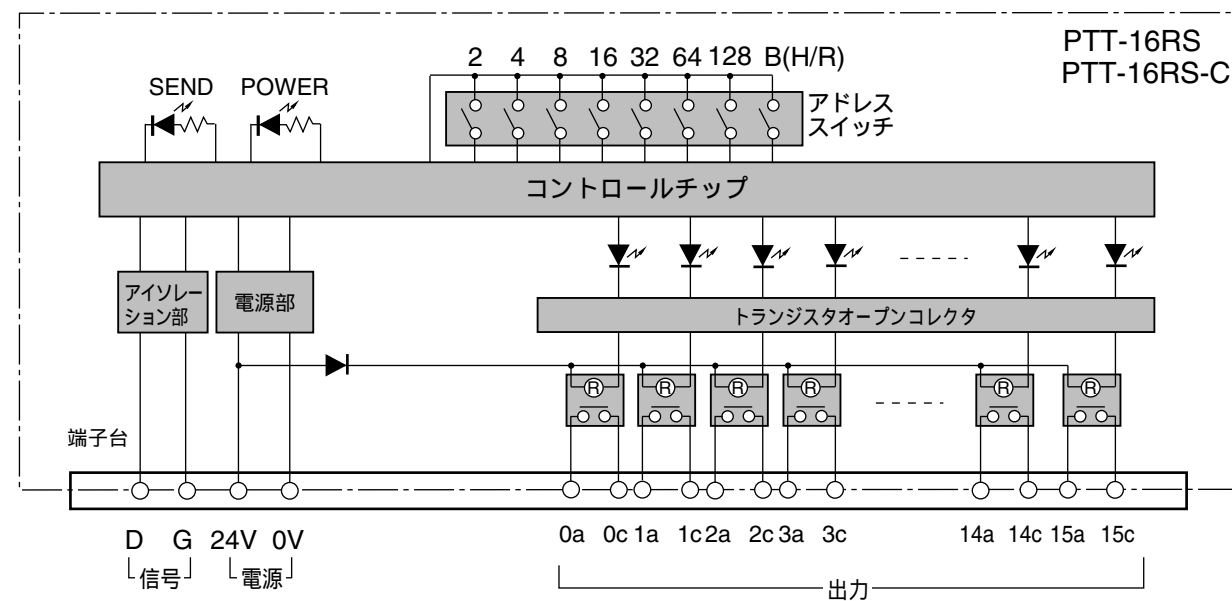 PTT-16RS
PTT-16RS-C
2 4 8 16 32 64 128 B(H/R)
SEND POWER
アドレス
スイッチ
コントロールチップ
アイソレー
ション部
電源部
トランジスタオープンコレクタ
R R R R R R
端子台
D G 24V 0V
0a 0c 1a 1c 2a 2c 3a 3c 14a 14c 15a 15c
信号 電源
出力